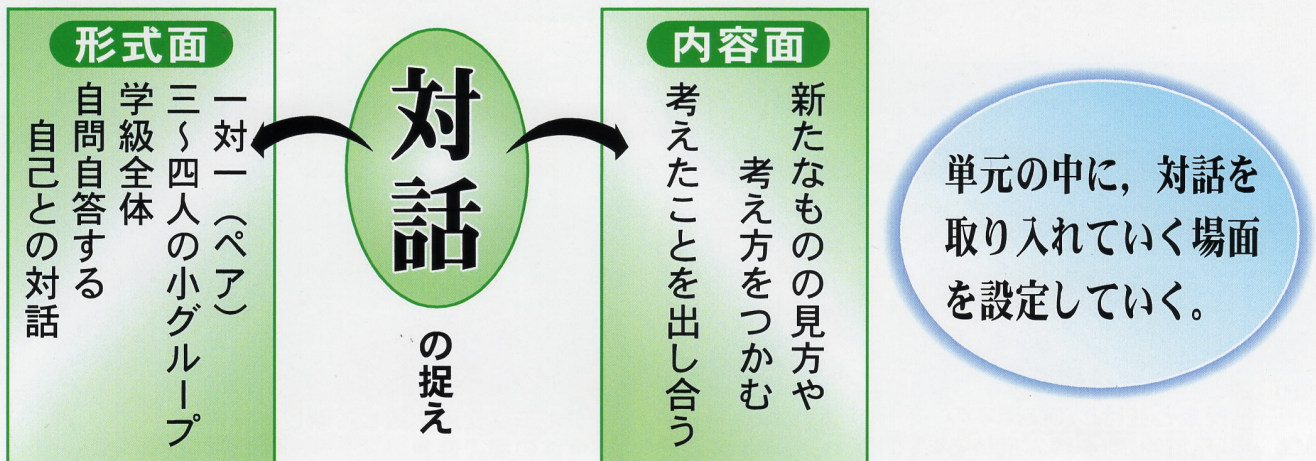 単元の中に，対話を
取り入れていく場面
を設定していく。
内容面
新たなものの見方や
考え方をつかむ
考えたことを出し合う
対話
の捉え
形式面
一対一（ペア）
三～四人の小グループ
学級全体
自問自答する
自己との対話